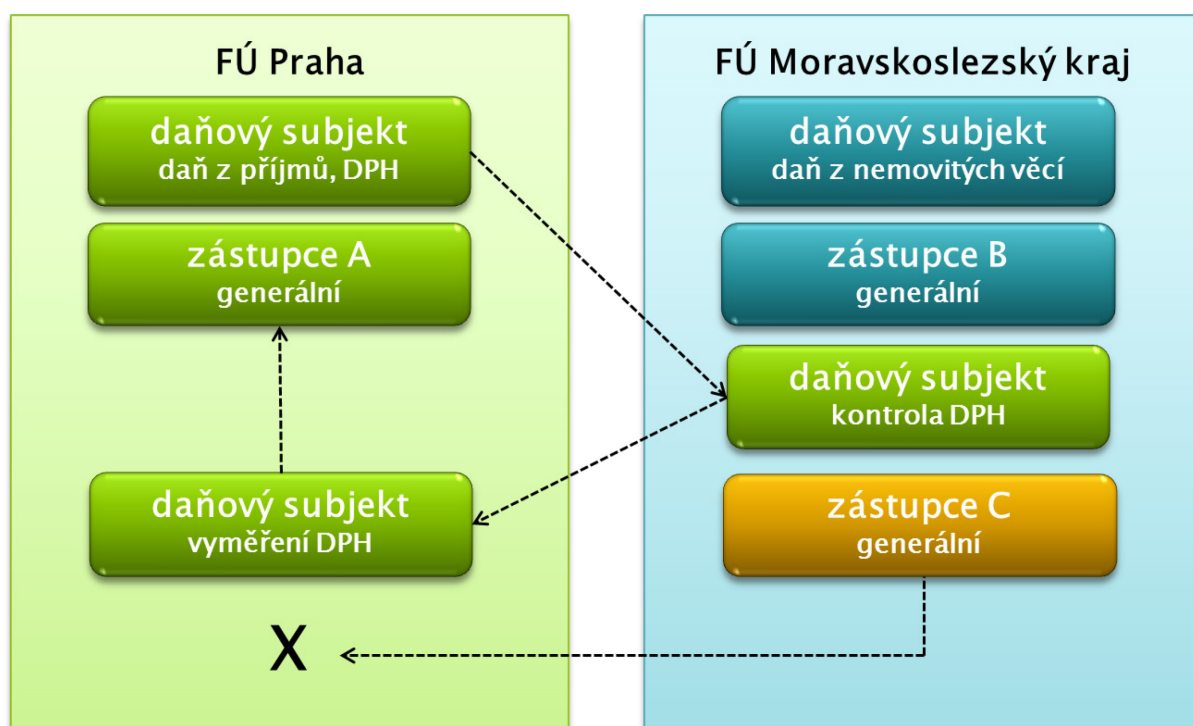 FÚ Praha
daňový subjekt
daň z příjmů, DPH
zástupce A
generální
daňový subjekt
vyměření DPH
X
FÚ Moravskoslezský kraj
daňový subjekt
daň z nemovitých věcí
zástupce B
generální
daňový subjekt
kontrola DPH
zástupce C
generální